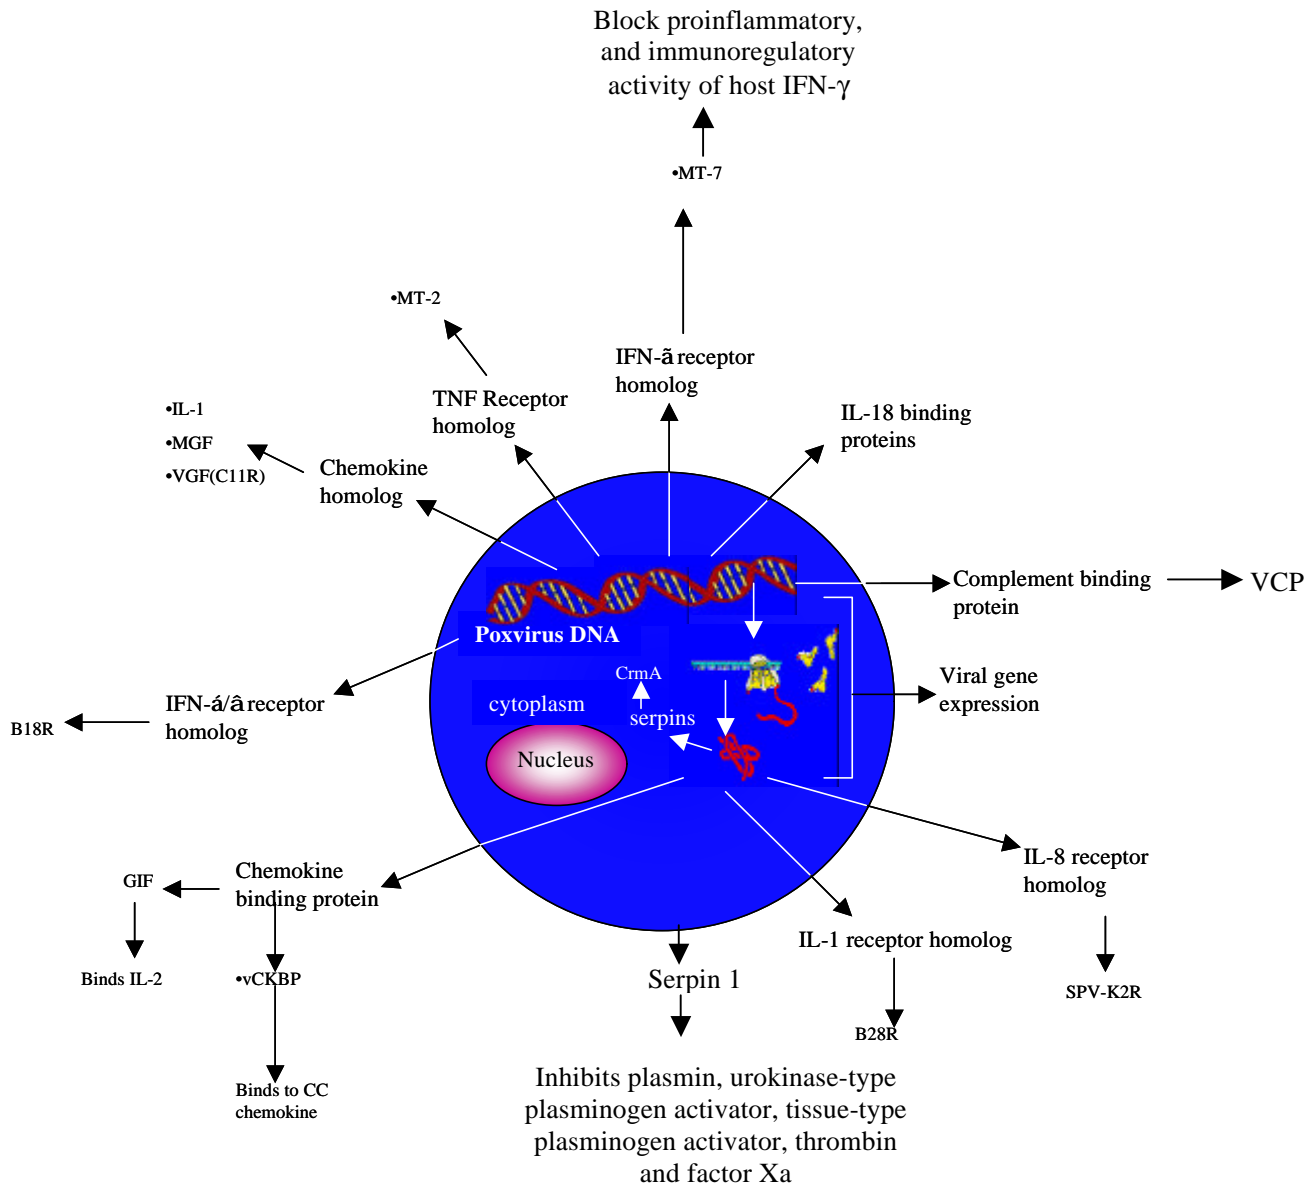 Block proinflammatory,
and immunoregulatory
activity of host IFN-γ
•MT-7
•MT-2
IFN-ã receptor
homolog
TNF Receptor
homolog
IL-18 binding
proteins
•IL-1
•MGF
•VGF(C11R)
Chemokine
homolog
Complement binding
protein
VCP
Poxvirus DNA
CrmA
cytoplasm
serpins
Viral gene
expression
IFN-á/â receptor
homolog
B18R
Nucleus
IL-8 receptor
homolog
Chemokine
binding protein
GIF
IL-1 receptor homolog
Binds IL-2
•vCKBP
Serpin 1
SPV-K2R
B28R
Binds to CC
chemokine
Inhibits plasmin, urokinase-type
plasminogen activator, tissue-type
plasminogen activator, thrombin
and factor Xa